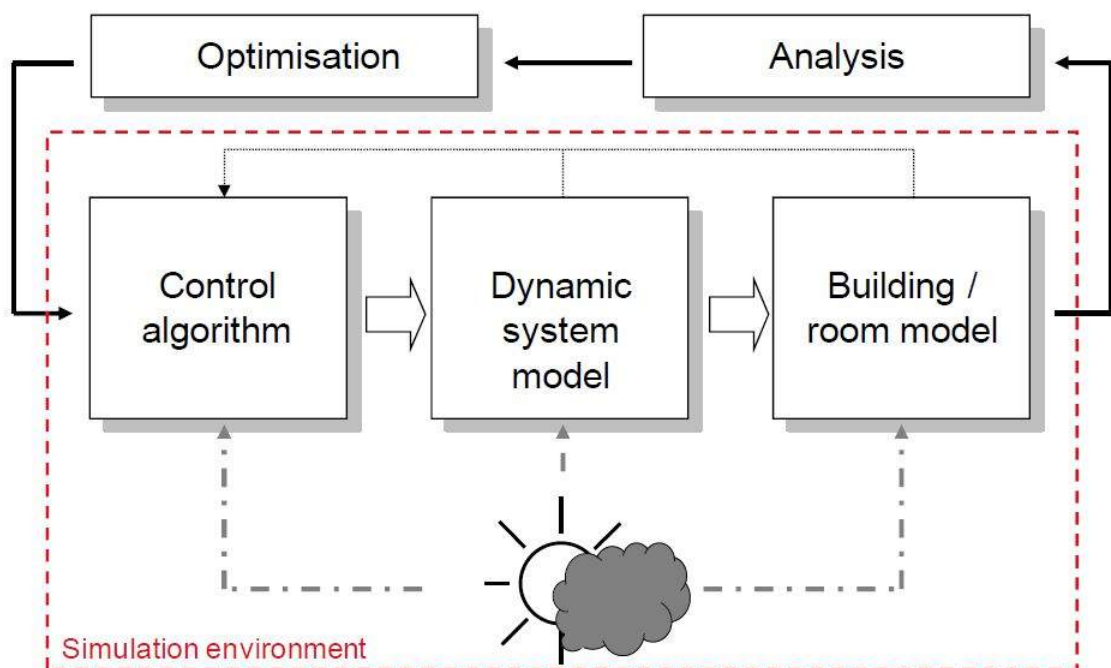 Optimisation
Analysis
Control
algorithm
Dynamic
system
model
Building /
room model
Simulation environment